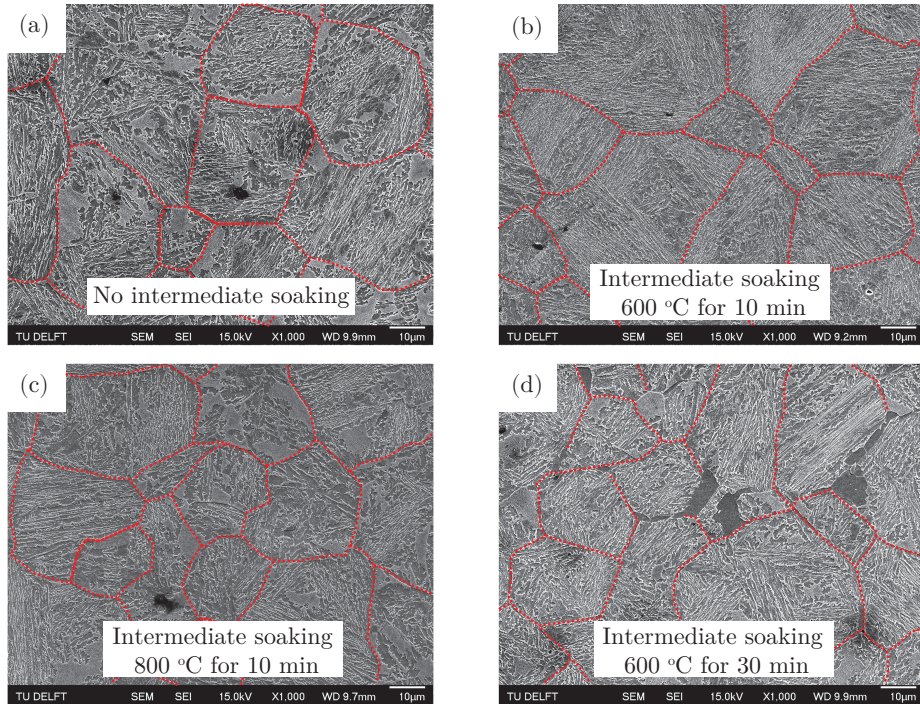 (a)
No intermediate soaking
TU DELFT SEM SEI 15.0kV X1,000 WD 9.9mm 10µm
(b)
Intermediate soaking
600 °C for 10 min
TU DELFT SEM SEI 15.0kV X1,000 WD 9.2mm 10µm
(c)
Intermediate soaking
800 °C for 10 min
TU DELFT SEM SEI 15.0kV X1,000 WD 9.7mm 10µm
(d)
Intermediate soaking
600 °C for 30 min
TU DELFT SEM SEI 15.0kV X1,000 WD 9.9mm 10µm